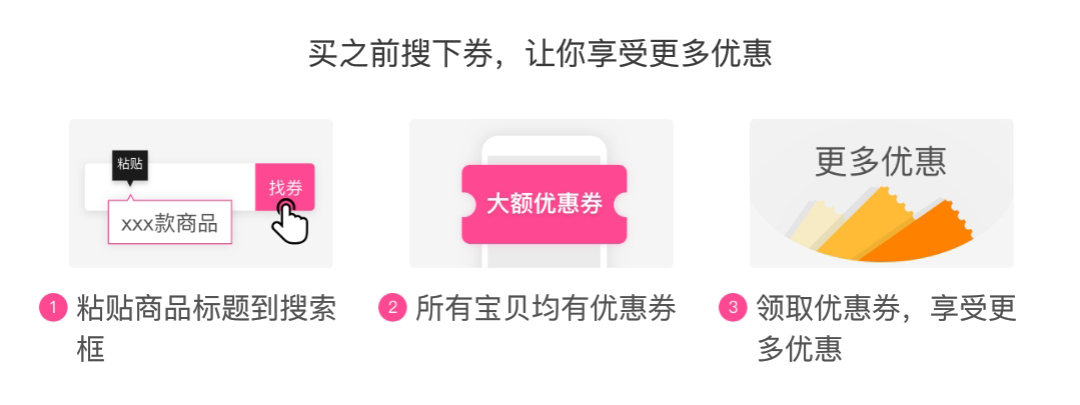 买之前搜下券，让你享受更多优惠
粘贴
找券
xxx款商品
大额优惠券
更多优惠
1 粘贴商品标题到搜索
框
2 所有宝贝均有优惠券
3 领取优惠券，享受更
多优惠